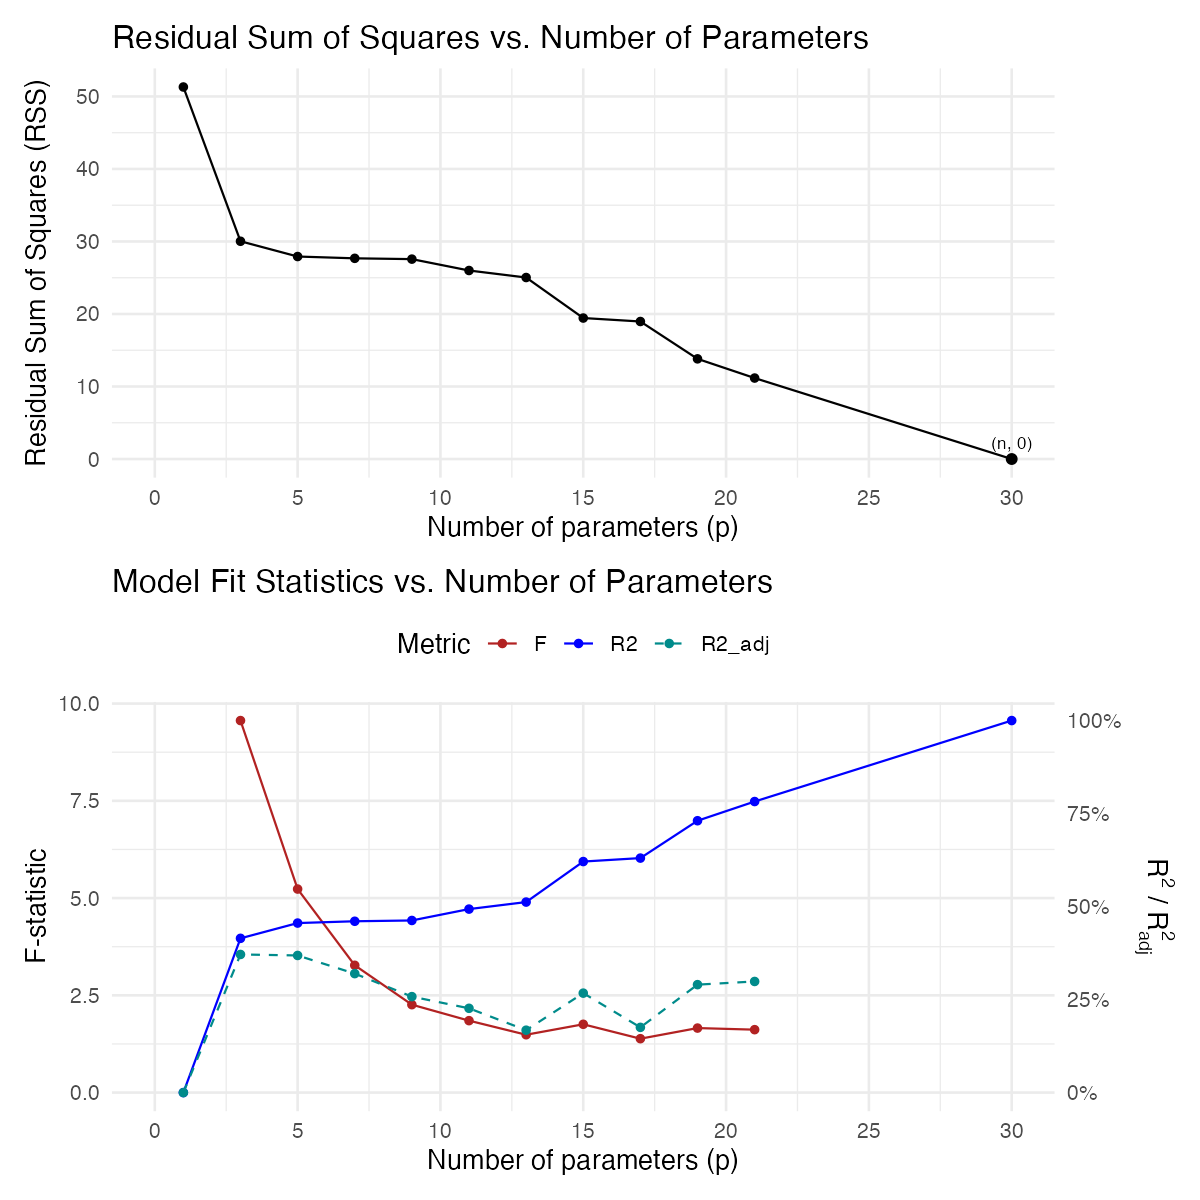 Residual Sum of Squares vs. Number of Parameters
Residual Sum of Squares (RSS)
50
40
30
20
10
0
(n, 0)
0 5 10 15 20 25 30
Number of parameters (p)
Model Fit Statistics vs. Number of Parameters
Metric F R2 R2_adj
F-statistic
10.0
7.5
5.0
2.5
0.0
100%
75%
50%
25%
0%
R² / R²adj
0 5 10 15 20 25 30
Number of parameters (p)